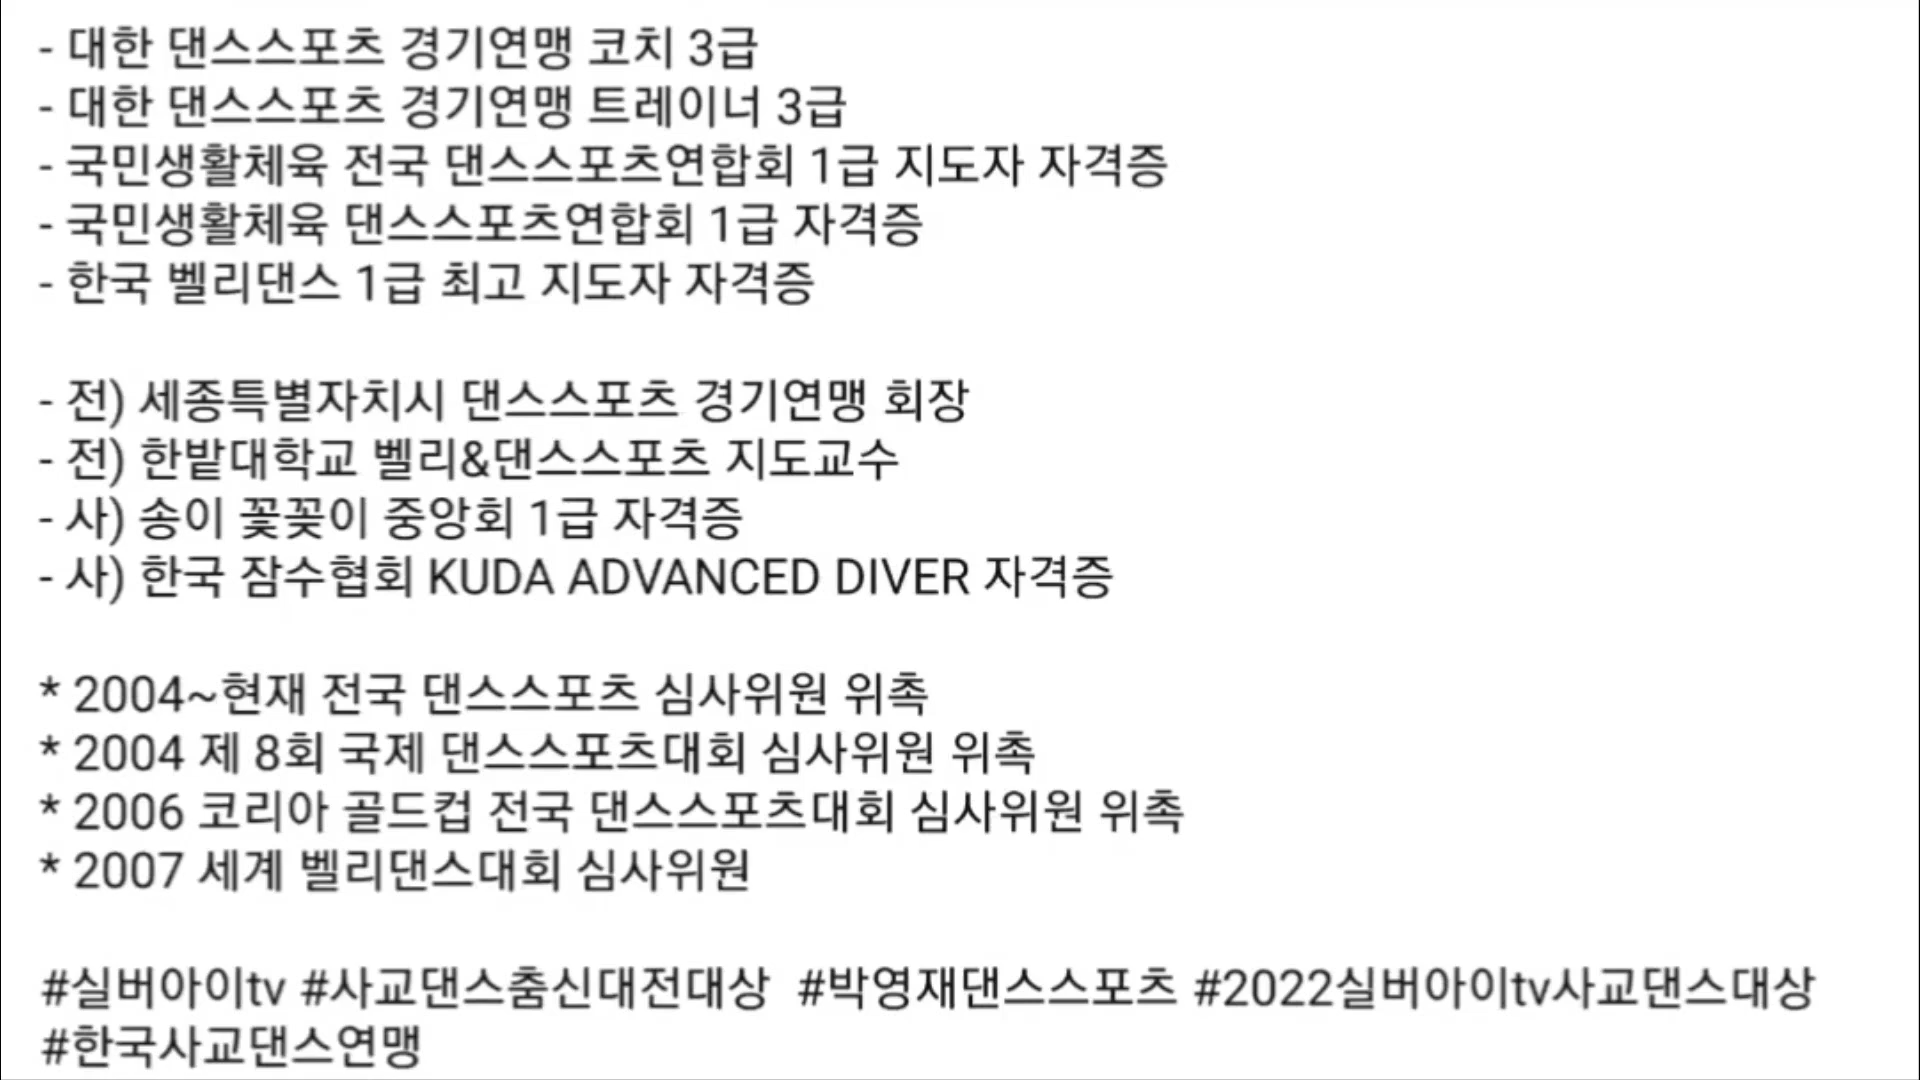 - 대한 댄스스포츠 경기연맹 코치 3급
- 대한 댄스스포츠 경기연맹 트레이너 3급
- 국민생활체육 전국 댄스스포츠연합회 1급 지도자 자격증
- 국민생활체육 댄스스포츠연합회 1급 자격증
- 한국 벨리댄스 1급 최고 지도자 자격증
- 전) 세종특별자치시 댄스스포츠 경기연맹 회장
- 전) 한밭대학교 벨리&댄스스포츠 지도교수
- 사) 송이 꽃꽂이 중앙회 1급 자격증
- 사) 한국 잠수협회 KUDA ADVANCED DIVER 자격증
* 2004~현재 전국 댄스스포츠 심사위원 위촉
* 2004 제 8회 국제 댄스스포츠대회 심사위원 위촉
* 2006 코리아 골드컵 전국 댄스스포츠대회 심사위원 위촉
* 2007 세계 벨리댄스대회 심사위원
#실버아이tv #사교댄스춤신대전대상 #박영재댄스스포츠 #2022실버아이tv사교댄스대상
#한국사교댄스연맹